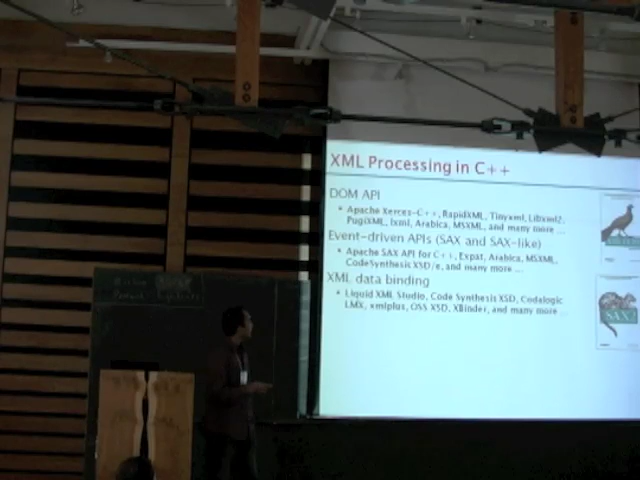 XML Processing in C++
DOM API
Apache Xerces-C++, RapidXML, Tinyxml, Libxml2,
PugiXML, lxml, Arabica, MSXML, and many more ...
Event-driven APIs (SAX and SAX-like)
Apache SAX API for C++, Expat, Arabica, MSXML,
CodeSynthesis XSD/e, and many more ...
XML data binding
Liquid XML Studio, Code Synthesis XSD, Codalogic
LMX, xmlplus, OSS XSD, XBinder, and many more ...
SAX2